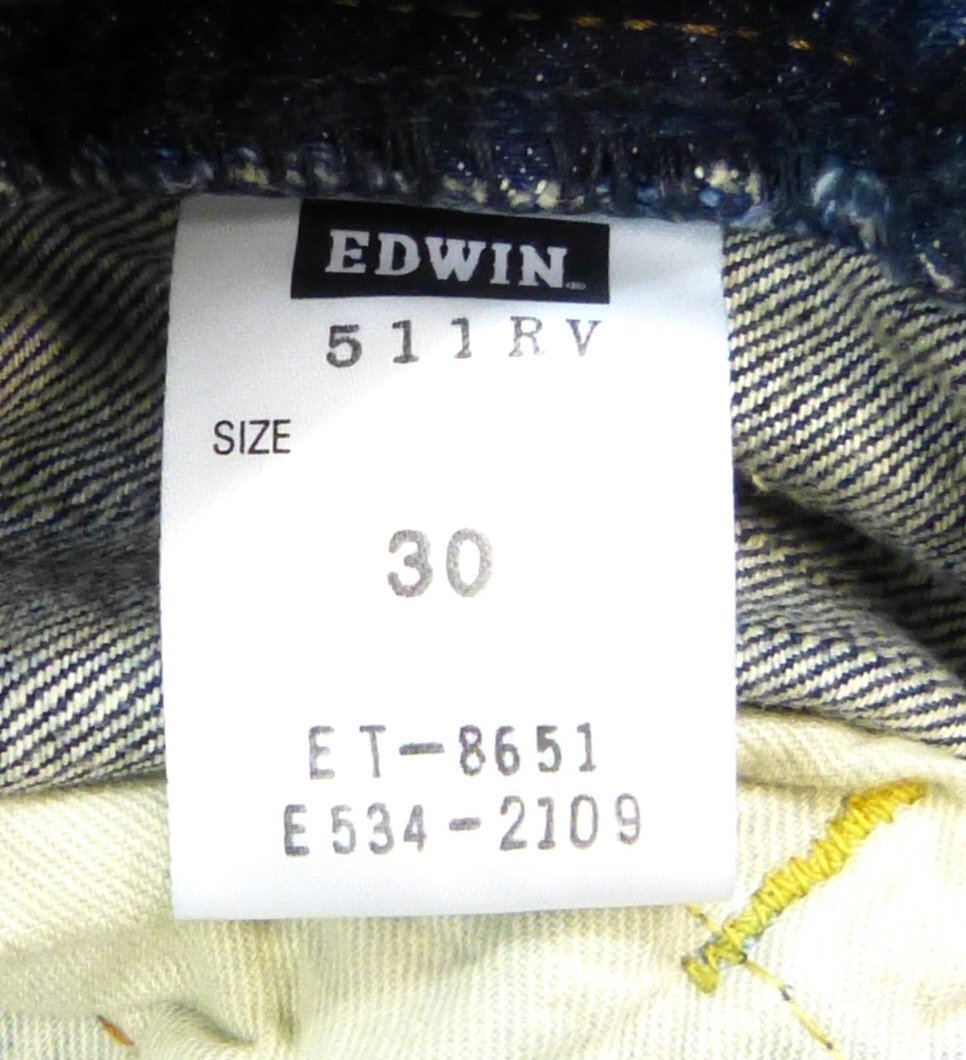 EDWIN
511RV
SIZE
30
ET-8651
E534-2109